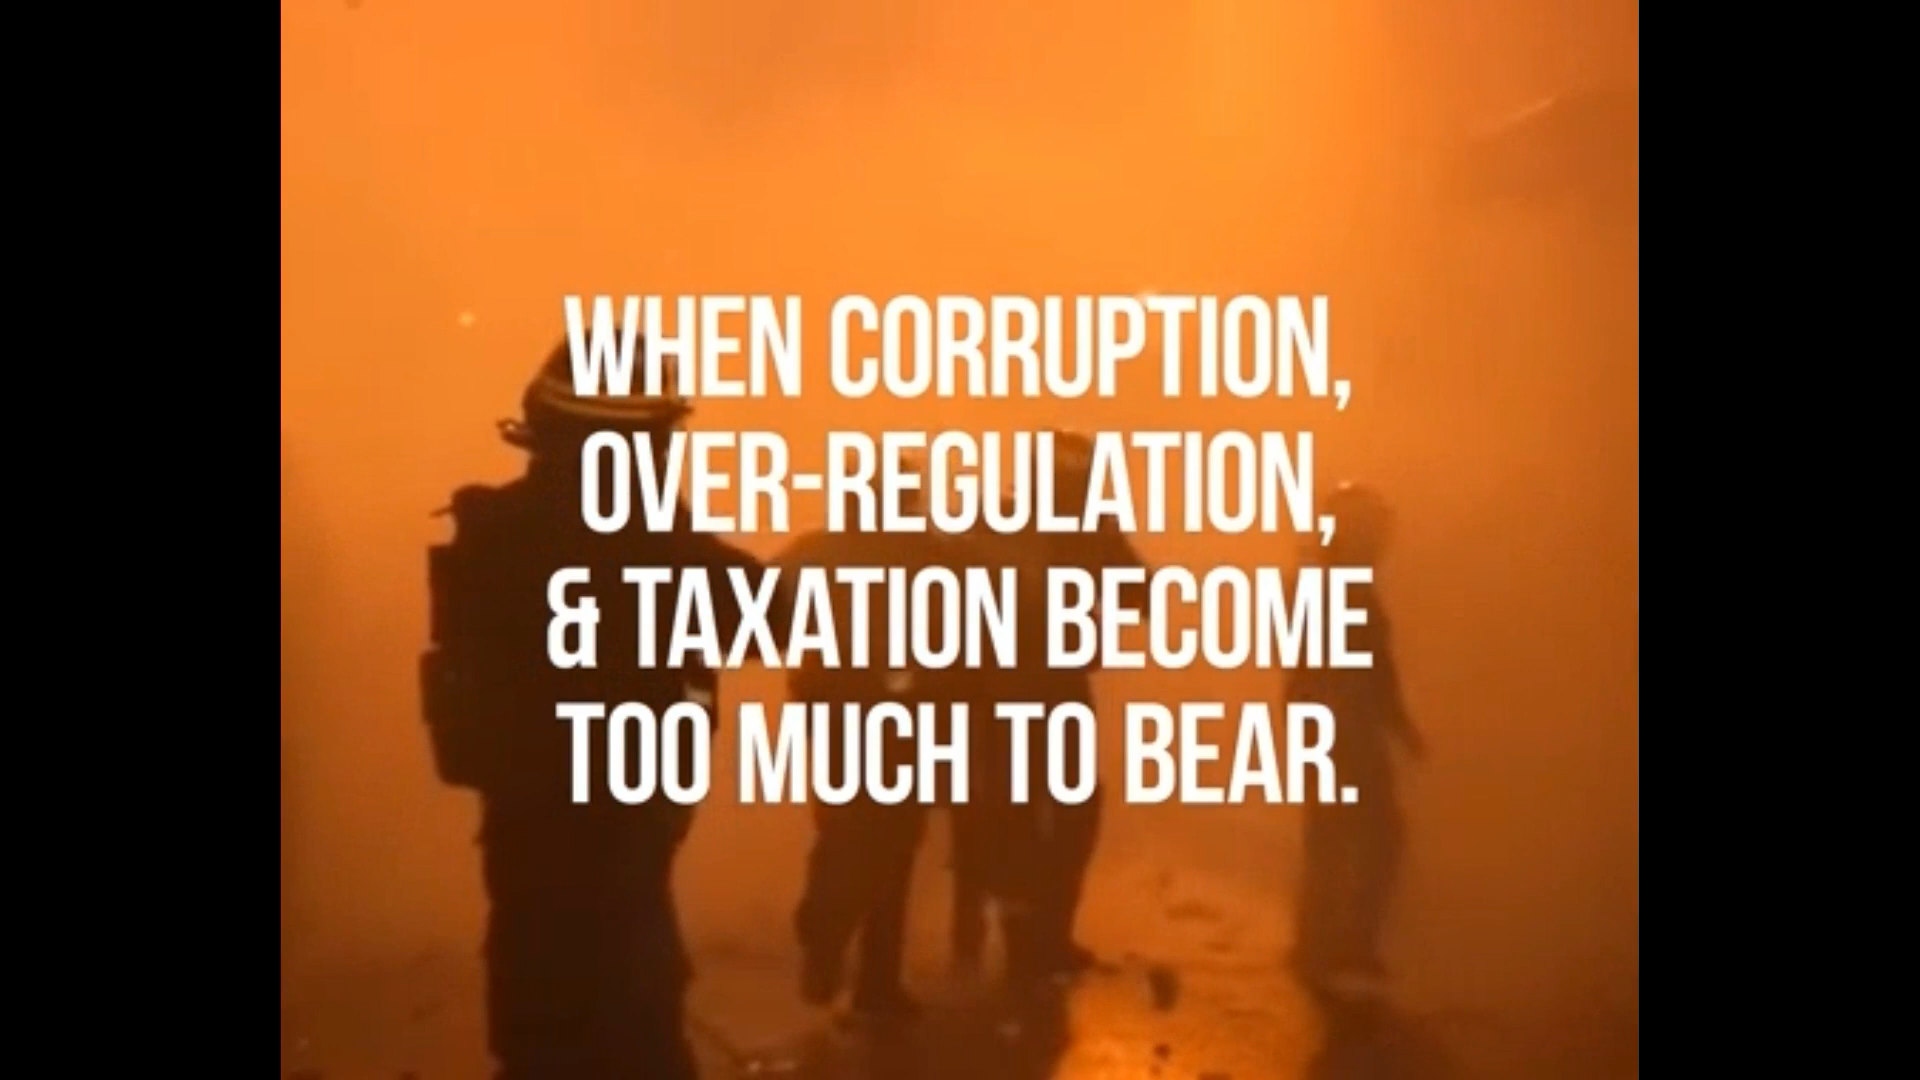 WHEN CORRUPTION,
OVER-REGULATION,
& TAXATION BECOME
TOO MUCH TO BEAR.